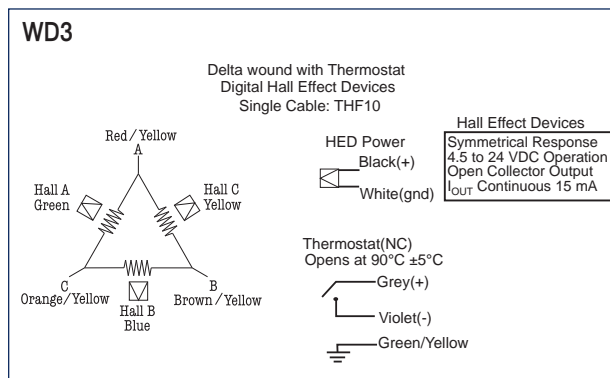 WD3
Delta wound with Thermostat
Digital Hall Effect Devices
Single Cable: THF10
Red/Yellow
A
Hall A
Green
Hall C
Yellow
C
Orange/Yellow
Hall B
Blue
B
Brown/Yellow
HED Power
Black(+)
White(gnd)
Hall Effect Devices
Symmetrical Response
4.5 to 24 VDC Operation
Open Collector Output
IOUT Continuous 15 mA
Thermostat(NC)
Opens at 90°C ±5°C
Grey(+)
Violet(-)
Green/Yellow